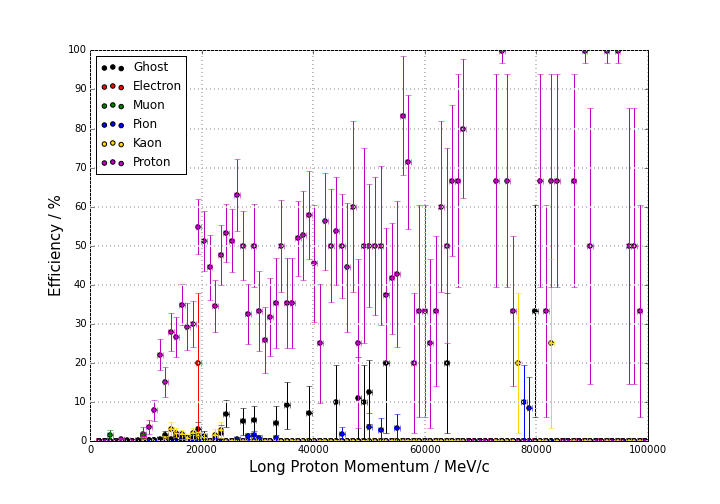 100
90
80
70
60
50
40
30
20
10
0
Efficiency / %
Ghost
Electron
Muon
Pion
Kaon
Proton
0 20000 40000 60000 80000 100000
Long Proton Momentum / MeV/c